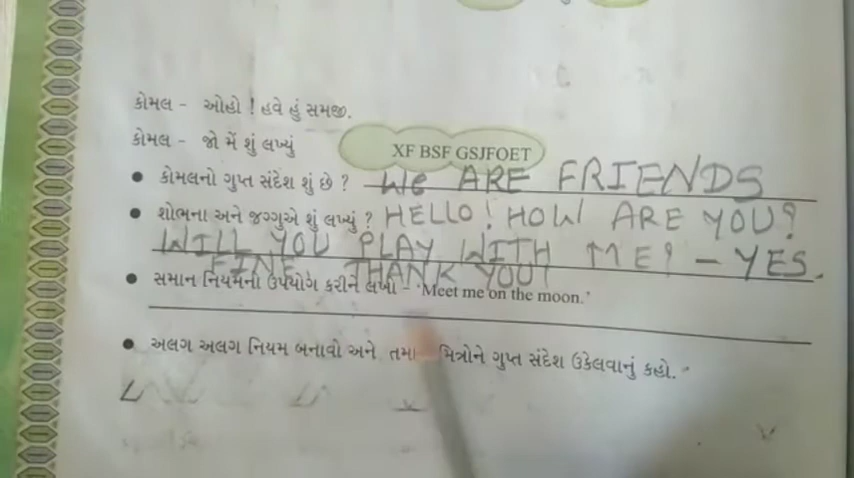 કોમલ - ઓહો ! હવે હું સમજી.
કોમલ - જો મેં શું લખ્યું XF BSF GSJFOET
• કોમલનો ગુપ્ત સંદેશ શું છે ? We ARE FRIENDS
• શોભના અને જગ્ગુએ શું લખ્યું ? HELLO! HOW ARE YOU?
WILL YOU PLAY WITH ME? - YES.
FINE THANK YOU!
• સમાન નિયમનો ઉપયોગ કરીને લખો - 'Meet me on the moon.'
• અલગ અલગ નિયમ બનાવો અને મિત્રોને ગુપ્ત સંદેશ ઉકેલવાનું કહો.